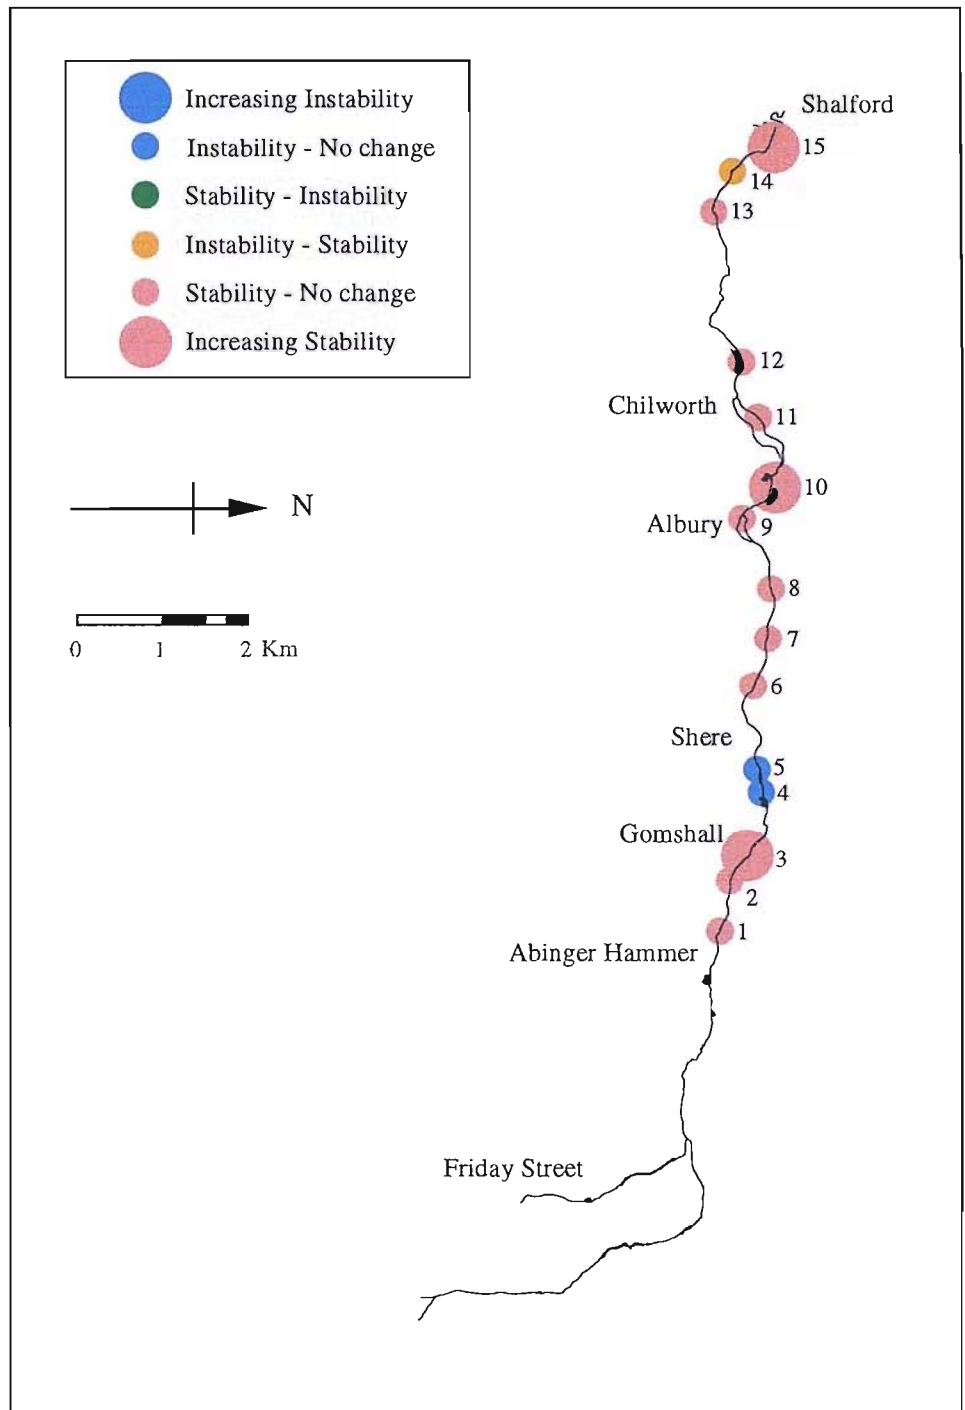 Increasing Instability
Instability - No change
Stability - Instability
Instability - Stability
Stability - No change
Increasing Stability
N
0 1 2 Km
Shalford
15
14
13
12
Chilworth
11
10
Albury
9
8
7
6
Shere
5
4
Gomshall
3
2
1
Abinger Hammer
Friday Street